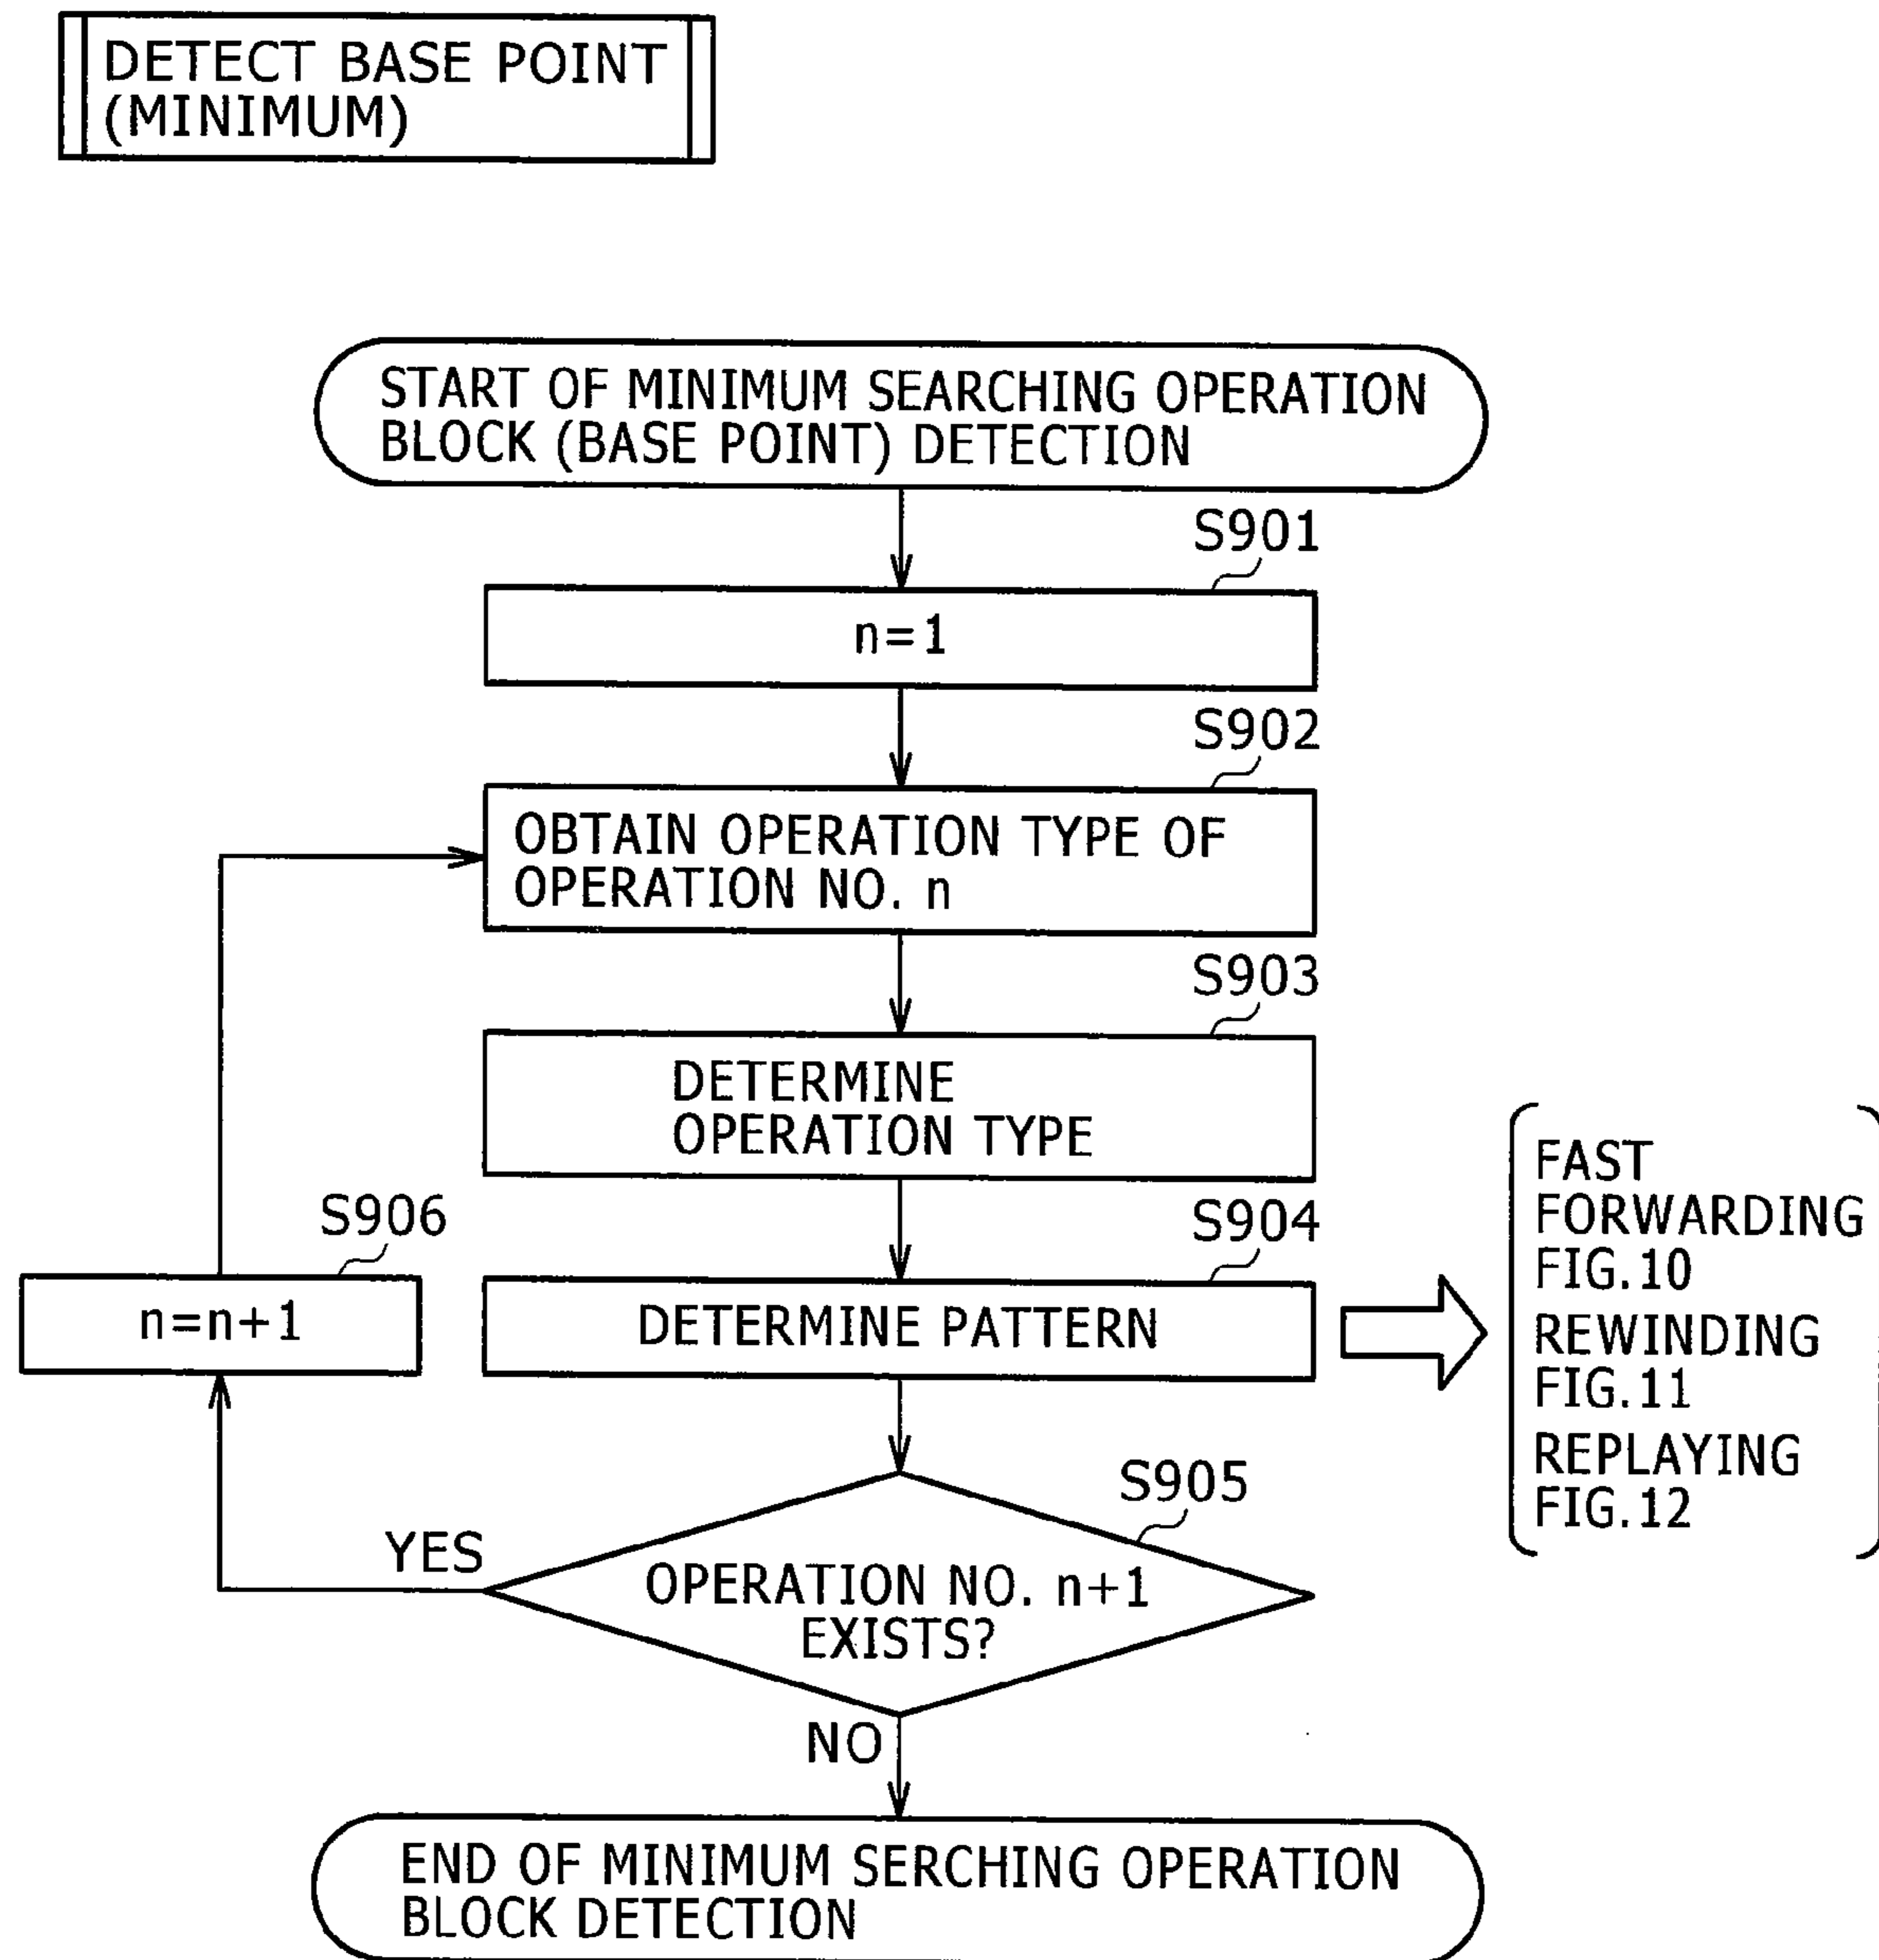 DETECT BASE POINT
(MINIMUM)
START OF MINIMUM SEARCHING OPERATION
BLOCK (BASE POINT) DETECTION
S901
n=1
S902
OBTAIN OPERATION TYPE OF
OPERATION NO. n
S903
DETERMINE
OPERATION TYPE
S904
DETERMINE PATTERN
FAST
FORWARDING
FIG.10
REWINDING
FIG.11
REPLAYING
FIG.12
S906
n=n+1
S905
OPERATION NO. n+1
EXISTS?
YES
NO
END OF MINIMUM SERCHING OPERATION
BLOCK DETECTION